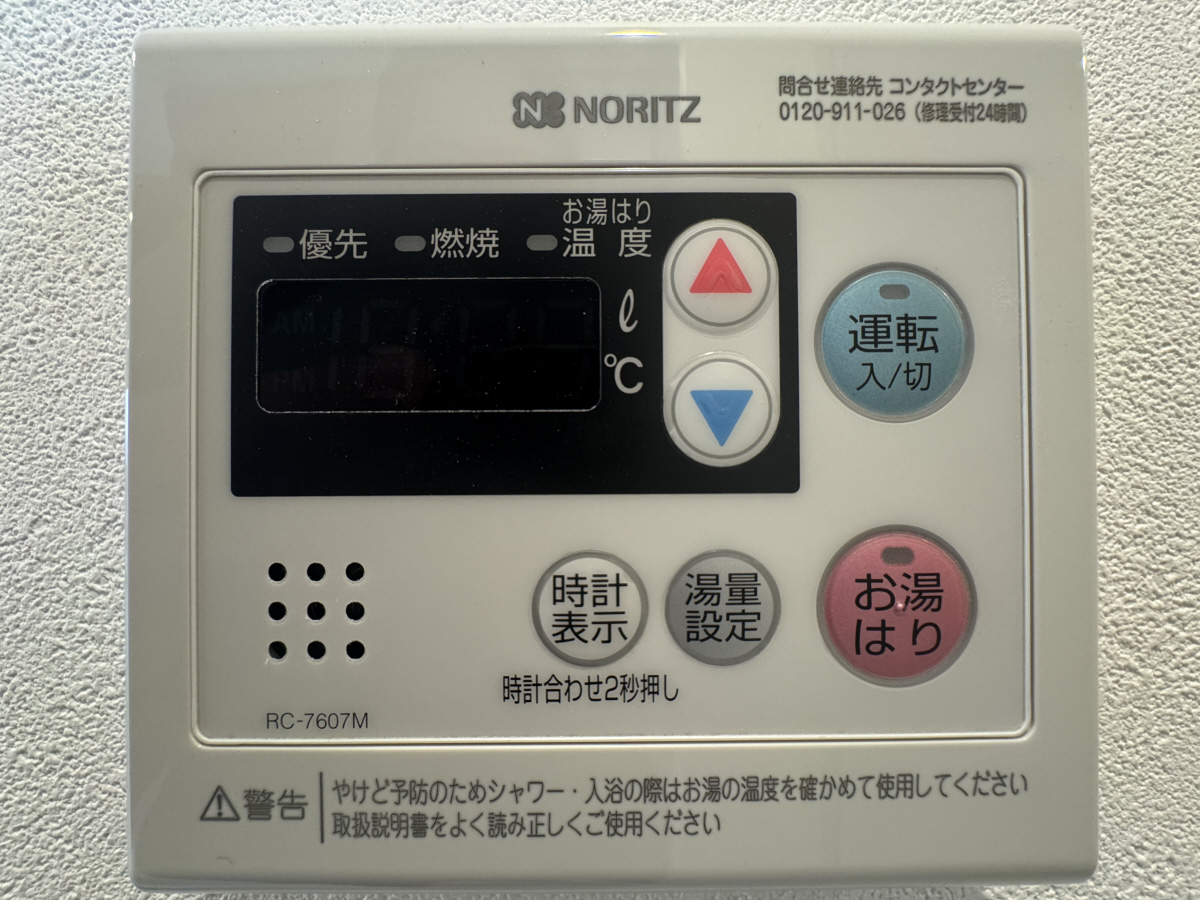 NORITZ
問合せ連絡先 コンタクトセンター
0120-911-026（修理受付24時間）
お湯はり
優先 燃焼 温度
ℓ
℃
AM
PM
運転
入/切
時計
表示
湯量
設定
お湯
はり
時計合わせ2秒押し
RC-7607M
警告
やけど予防のためシャワー・入浴の際はお湯の温度を確かめて使用してください
取扱説明書をよく読み正しくご使用ください